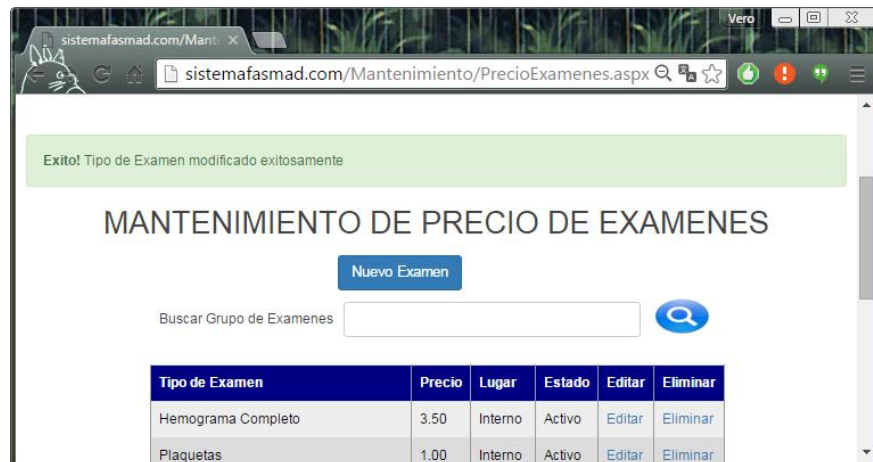 Vero
sistemafasmad.com/Mant
sistemafasmad.com/Mantenimiento/PrecioExamenes.aspx
Exito! Tipo de Examen modificado exitosamente
MANTENIMIENTO DE PRECIO DE EXAMENES
Nuevo Examen
Buscar Grupo de Examenes
Tipo de Examen Precio Lugar Estado Editar Eliminar
Hemograma Completo 3.50 Interno Activo Editar Eliminar
Plaquetas 1.00 Interno Activo Editar Eliminar